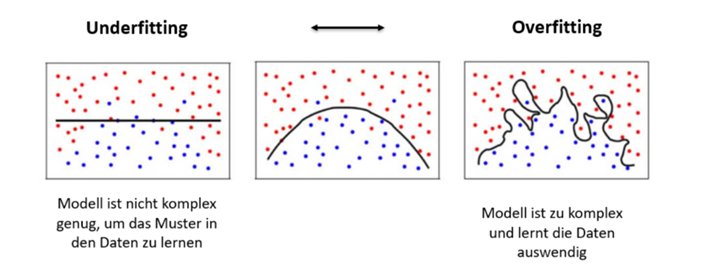 Underfitting
Overfitting
Modell ist nicht komplex
genug, um das Muster in
den Daten zu lernen
Modell ist zu komplex
und lernt die Daten
auswendig